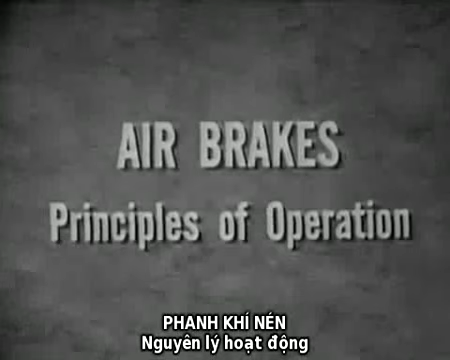 AIR BRAKES
Principles of Operation
PHANH KHÍ NÉN
Nguyên lý hoạt động